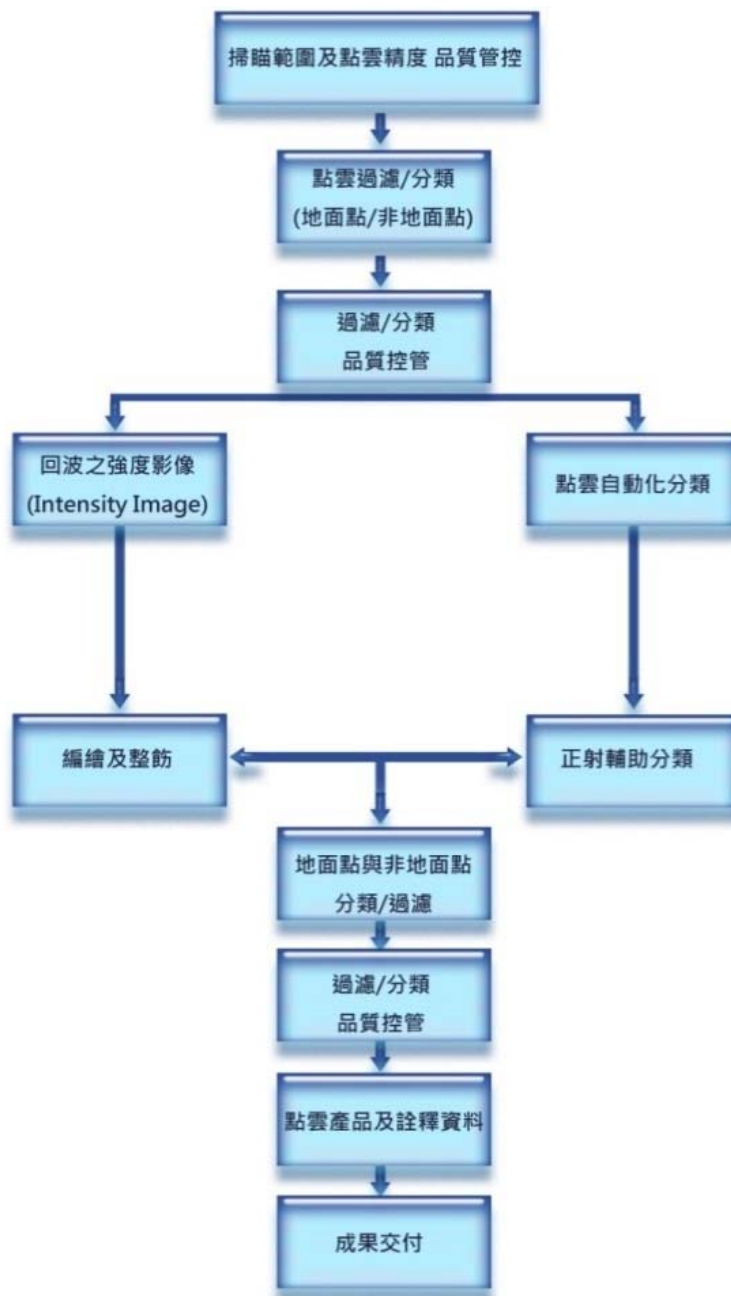 掃瞄範圍及點雲精度 品質管控
點雲過濾/分類
(地面點/非地面點)
過濾/分類
品質控管
回波之強度影像
(Intensity Image)
點雲自動化分類
編繪及整飾
正射輔助分類
地面點與非地面點
分類/過濾
過濾/分類
品質控管
點雲產品及詮釋資料
成果交付